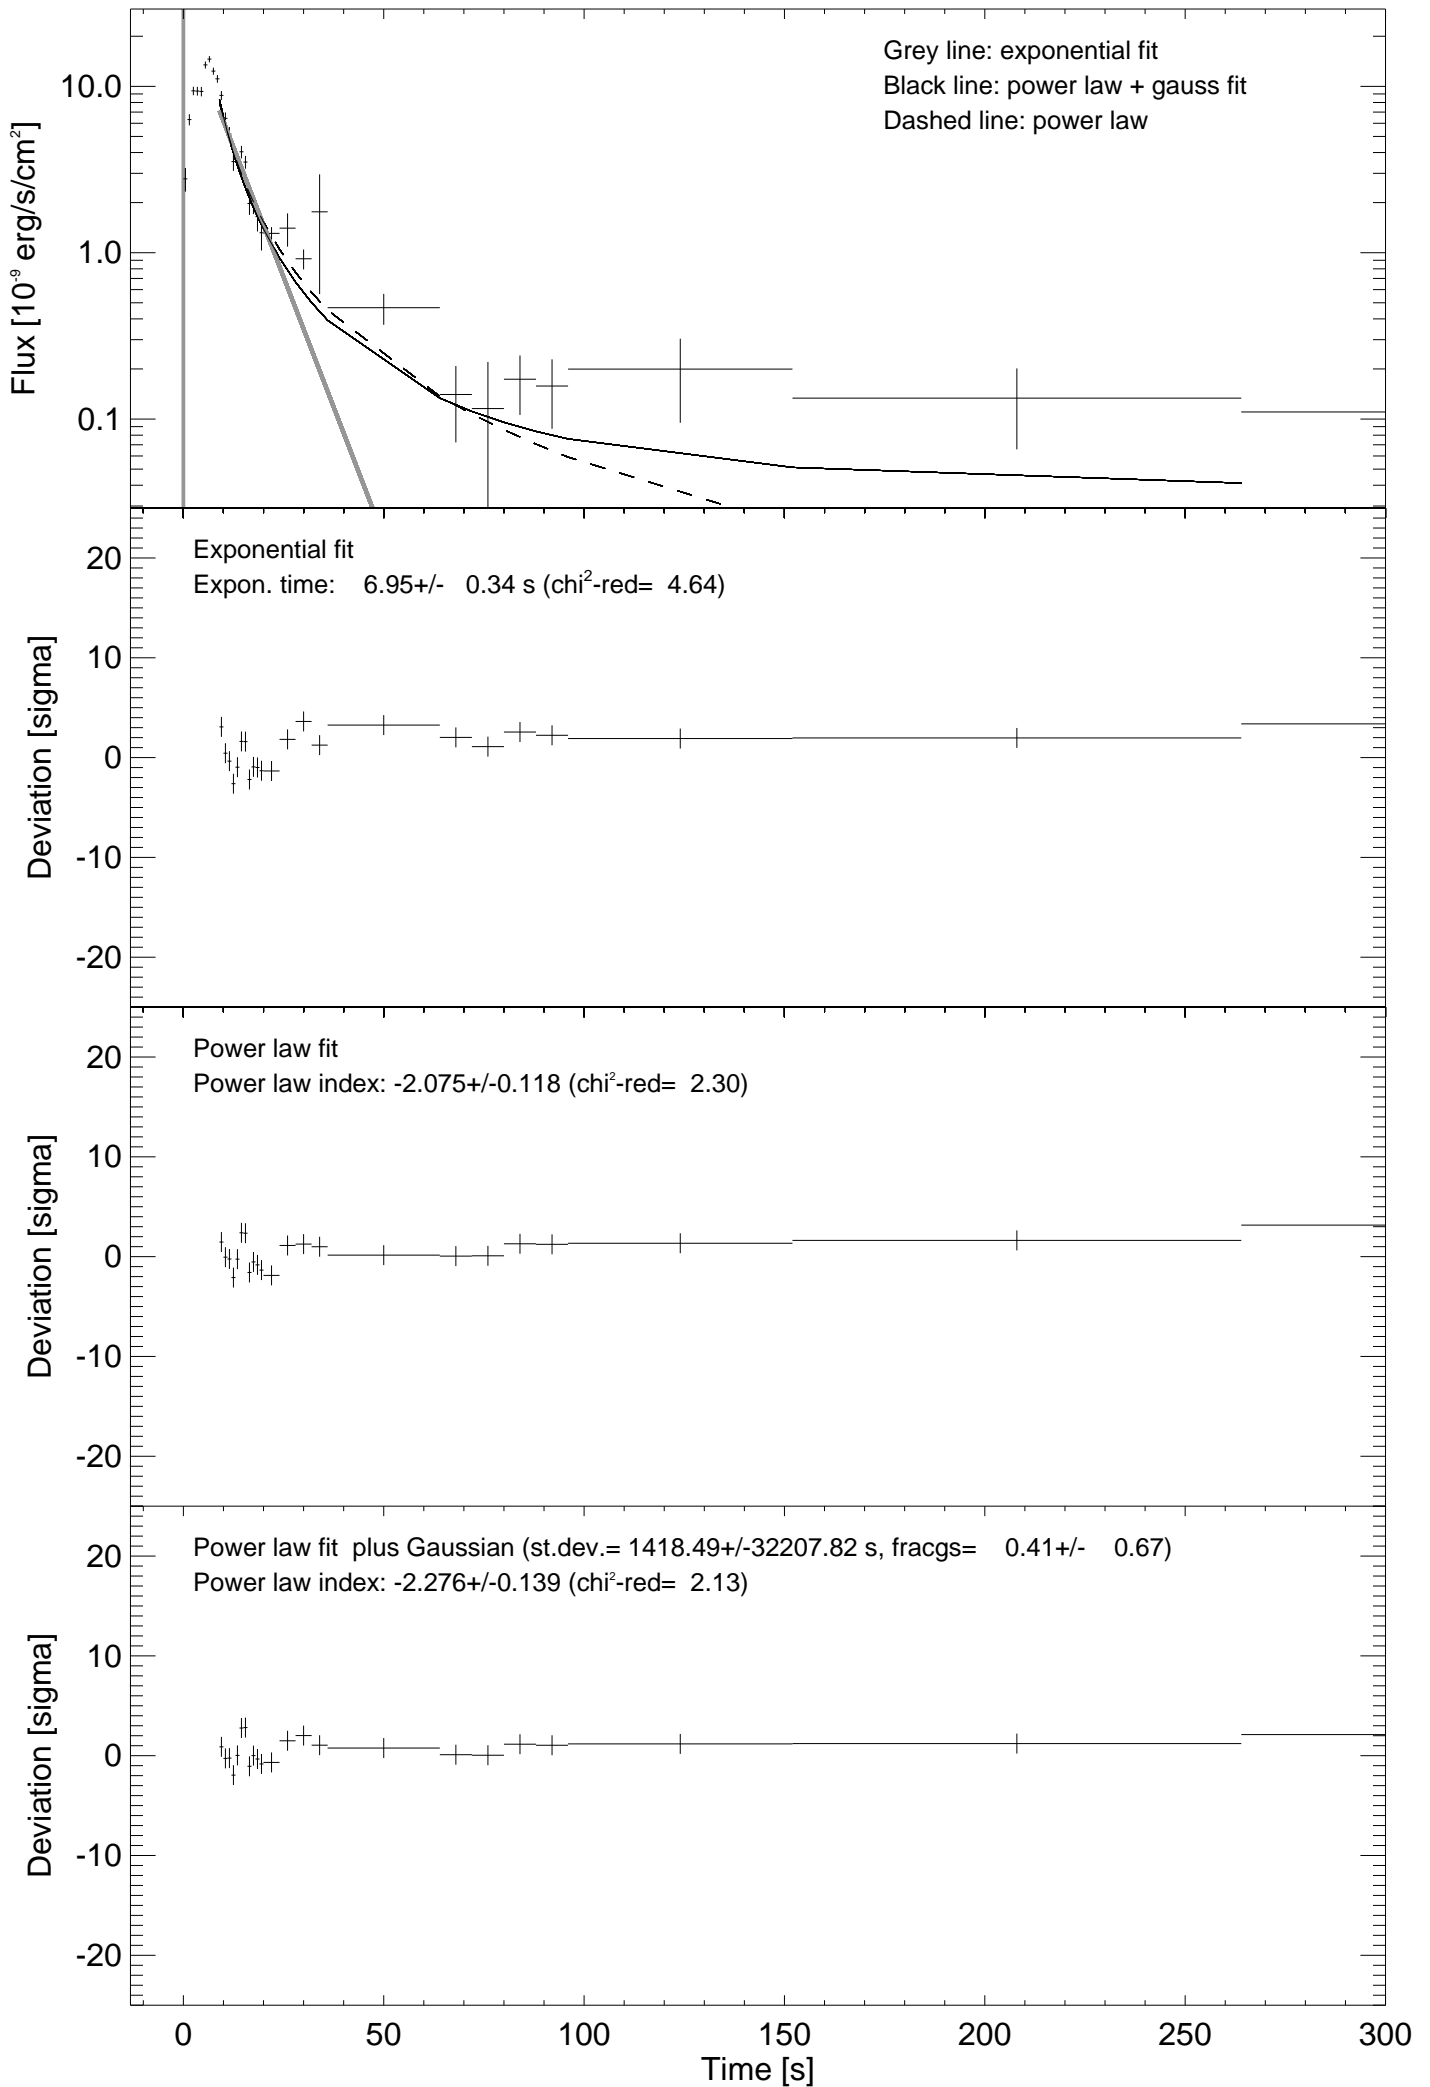 Grey line: exponential fit
Black line: power law + gauss fit
Dashed line: power law
Flux [10⁻⁹ erg/s/cm²]
10.0
1.0
0.1
Exponential fit
Expon. time: 6.95+/- 0.34 s (chi²-red= 4.64)
Deviation [sigma]
20
10
0
-10
-20
Power law fit
Power law index: -2.075+/-0.118 (chi²-red= 2.30)
Deviation [sigma]
20
10
0
-10
-20
Power law fit plus Gaussian (st.dev.= 1418.49+/-32207.82 s, fracgs= 0.41+/- 0.67)
Power law index: -2.276+/-0.139 (chi²-red= 2.13)
Deviation [sigma]
20
10
0
-10
-20
0 50 100 150 200 250 300
Time [s]